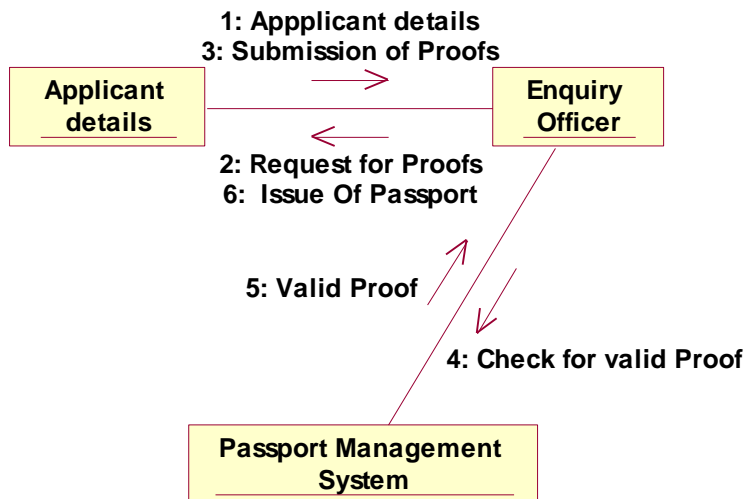 1: Appplicant details
3: Submission of Proofs
Applicant
details
Enquiry
Officer
2: Request for Proofs
6: Issue Of Passport
5: Valid Proof
4: Check for valid Proof
Passport Management
System